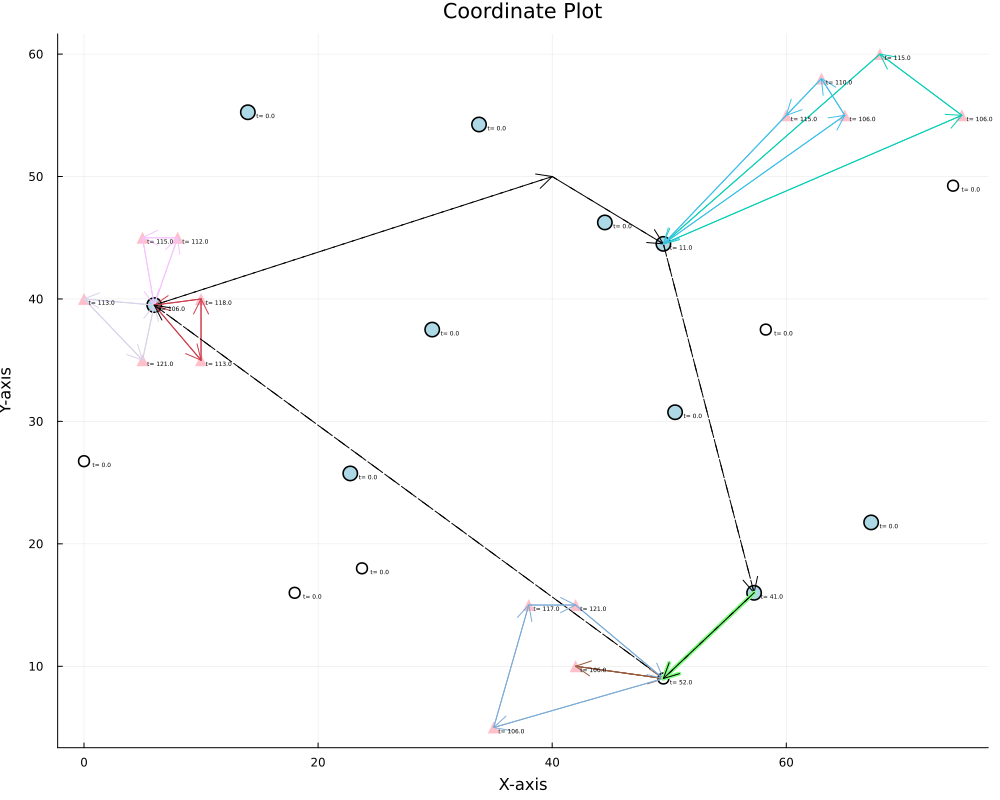 Coordinate Plot
60
t= 115.0
t= 110.0
t= 0.0
t= 0.0
t= 115.0
t= 106.0
t= 106.0
50
t= 0.0
t= 0.0
t= 115.0
t= 112.0
t= 11.0
40
t= 113.0
t= 106.0
t= 118.0
t= 0.0
t= 0.0
t= 121.0
t= 113.0
Y-axis
30
t= 0.0
t= 0.0
t= 0.0
20
t= 0.0
t= 0.0
t= 0.0
t= 41.0
t= 117.0
t= 121.0
10
t= 106.0
t= 52.0
t= 106.0
0
20
40
60
X-axis